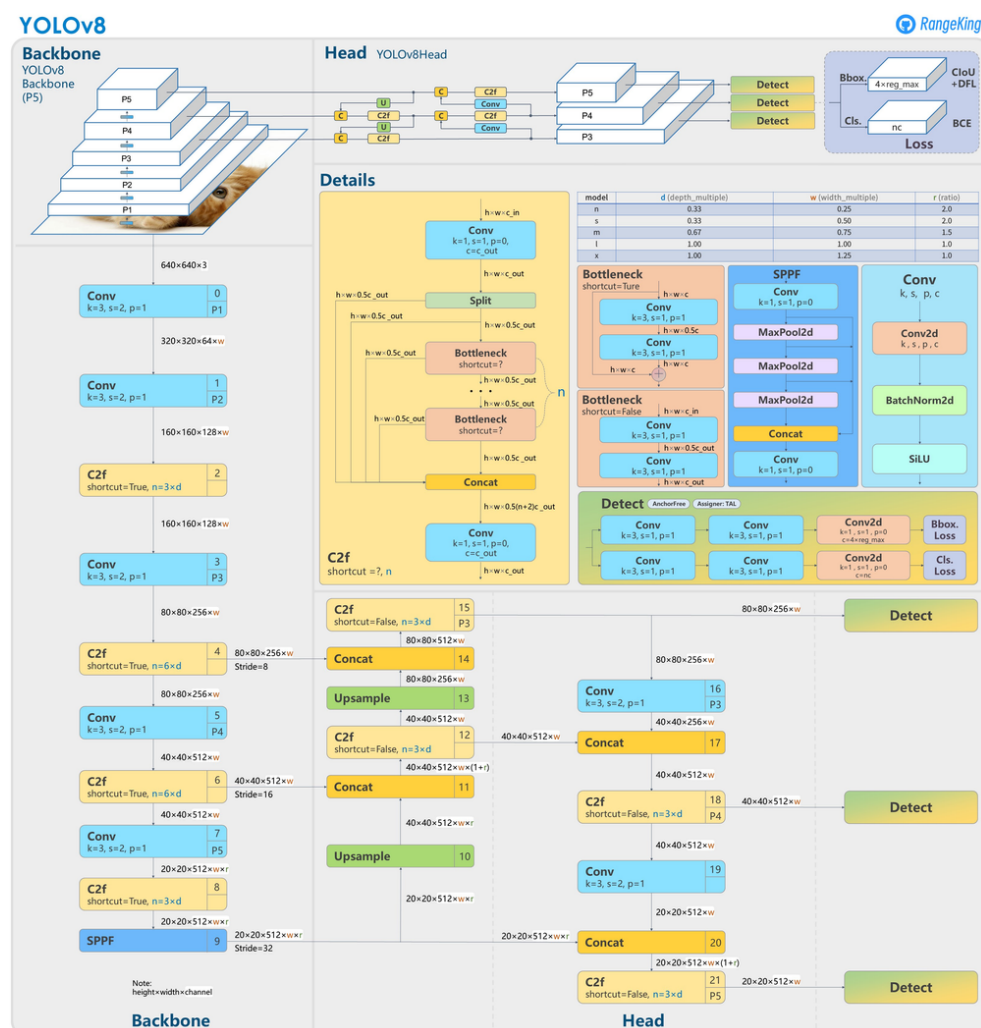 YOLOv8
RangeKing
Backbone
YOLOv8
Backbone
(P5)
P5
P4
P3
P2
P1
Head YOLOv8Head
C
U
C
C2f
U
C
C2f
C
C2f
Conv
C
C2f
Conv
P5
P4
P3
Detect
Detect
Detect
Bbox.
4×reg_max
CIoU
+DFL
Cls.
nc
BCE
Loss
640×640×3
Conv
k=3, s=2, p=1
0
P1
320×320×64×w
Conv
k=3, s=2, p=1
1
P2
160×160×128×w
C2f
shortcut=True, n=3×d
2
160×160×128×w
Conv
k=3, s=2, p=1
3
P3
80×80×256×w
C2f
shortcut=True, n=6×d
4
80×80×256×w
Stride=8
80×80×256×w
Conv
k=3, s=2, p=1
5
P4
40×40×512×w
C2f
shortcut=True, n=6×d
6
40×40×512×w
Stride=16
40×40×512×w
Conv
k=3, s=2, p=1
7
P5
20×20×512×w×r
C2f
shortcut=True, n=3×d
8
20×20×512×w×r
SPPF
9
20×20×512×w×r
Stride=32
Note:
height×width×channel
Backbone
Details
h×w×c_in
Conv
k=1, s=1, p=0,
c=c_out
h×w×c_out
Split
h×w×0.5c_out
h×w×0.5c_out
h×w×0.5c_out
Bottleneck
shortcut=?
h×w×0.5c_out
h×w×0.5c_out
. . .
n
h×w×0.5c_out
h×w×0.5c_out
Bottleneck
shortcut=?
h×w×0.5c_out
Concat
h×w×0.5(n+2)c_out
Conv
k=1, s=1, p=0,
c=c_out
h×w×c_out
C2f
shortcut =?, n
model d (depth_multiple) w (width_multiple) r (ratio)
n 0.33 0.25 2.0
s 0.33 0.50 2.0
m 0.67 0.75 1.5
l 1.00 1.00 1.0
x 1.00 1.25 1.0
Bottleneck
shortcut=Ture
h×w×c
Conv
k=3, s=1, p=1
h×w×0.5c
Conv
k=3, s=1, p=1
h×w×c
h×w×c
Bottleneck
shortcut=False
h×w×c_in
Conv
k=3, s=1, p=1
h×w×0.5c_out
Conv
k=3, s=1, p=1
h×w×c_out
SPPF
Conv
k=1, s=1, p=0
MaxPool2d
MaxPool2d
MaxPool2d
Concat
Conv
k=1, s=1, p=0
Conv
k, s, p, c
Conv2d
k, s, p, c
BatchNorm2d
SiLU
Detect AnchorFree Assigner: TAL
Conv
k=3, s=1, p=1
Conv
k=3, s=1, p=1
Conv2d
k=1, s=1, p=0
c=4×reg_max
Bbox.
Loss
Conv
k=3, s=1, p=1
Conv
k=3, s=1, p=1
Conv2d
k=1, s=1, p=0
c=nc
Cls.
Loss
C2f
shortcut=False, n=3×d
15
P3
80×80×256×w
Detect
80×80×512×w
Concat
14
80×80×256×w
Upsample
13
40×40×512×w
C2f
shortcut=False, n=3×d
12
40×40×512×w
40×40×512×w×(1+r)
Concat
11
40×40×512×w×r
Upsample
10
20×20×512×w×r
80×80×256×w
Conv
k=3, s=2, p=1
16
P3
40×40×256×w
Concat
17
40×40×512×w
C2f
shortcut=False, n=3×d
18
P4
40×40×512×w
Detect
40×40×512×w
Conv
k=3, s=2, p=1
19
20×20×512×w
20×20×512×w×r
Concat
20
20×20×512×w×(1+r)
C2f
shortcut=False, n=3×d
21
P5
20×20×512×w
Detect
Head